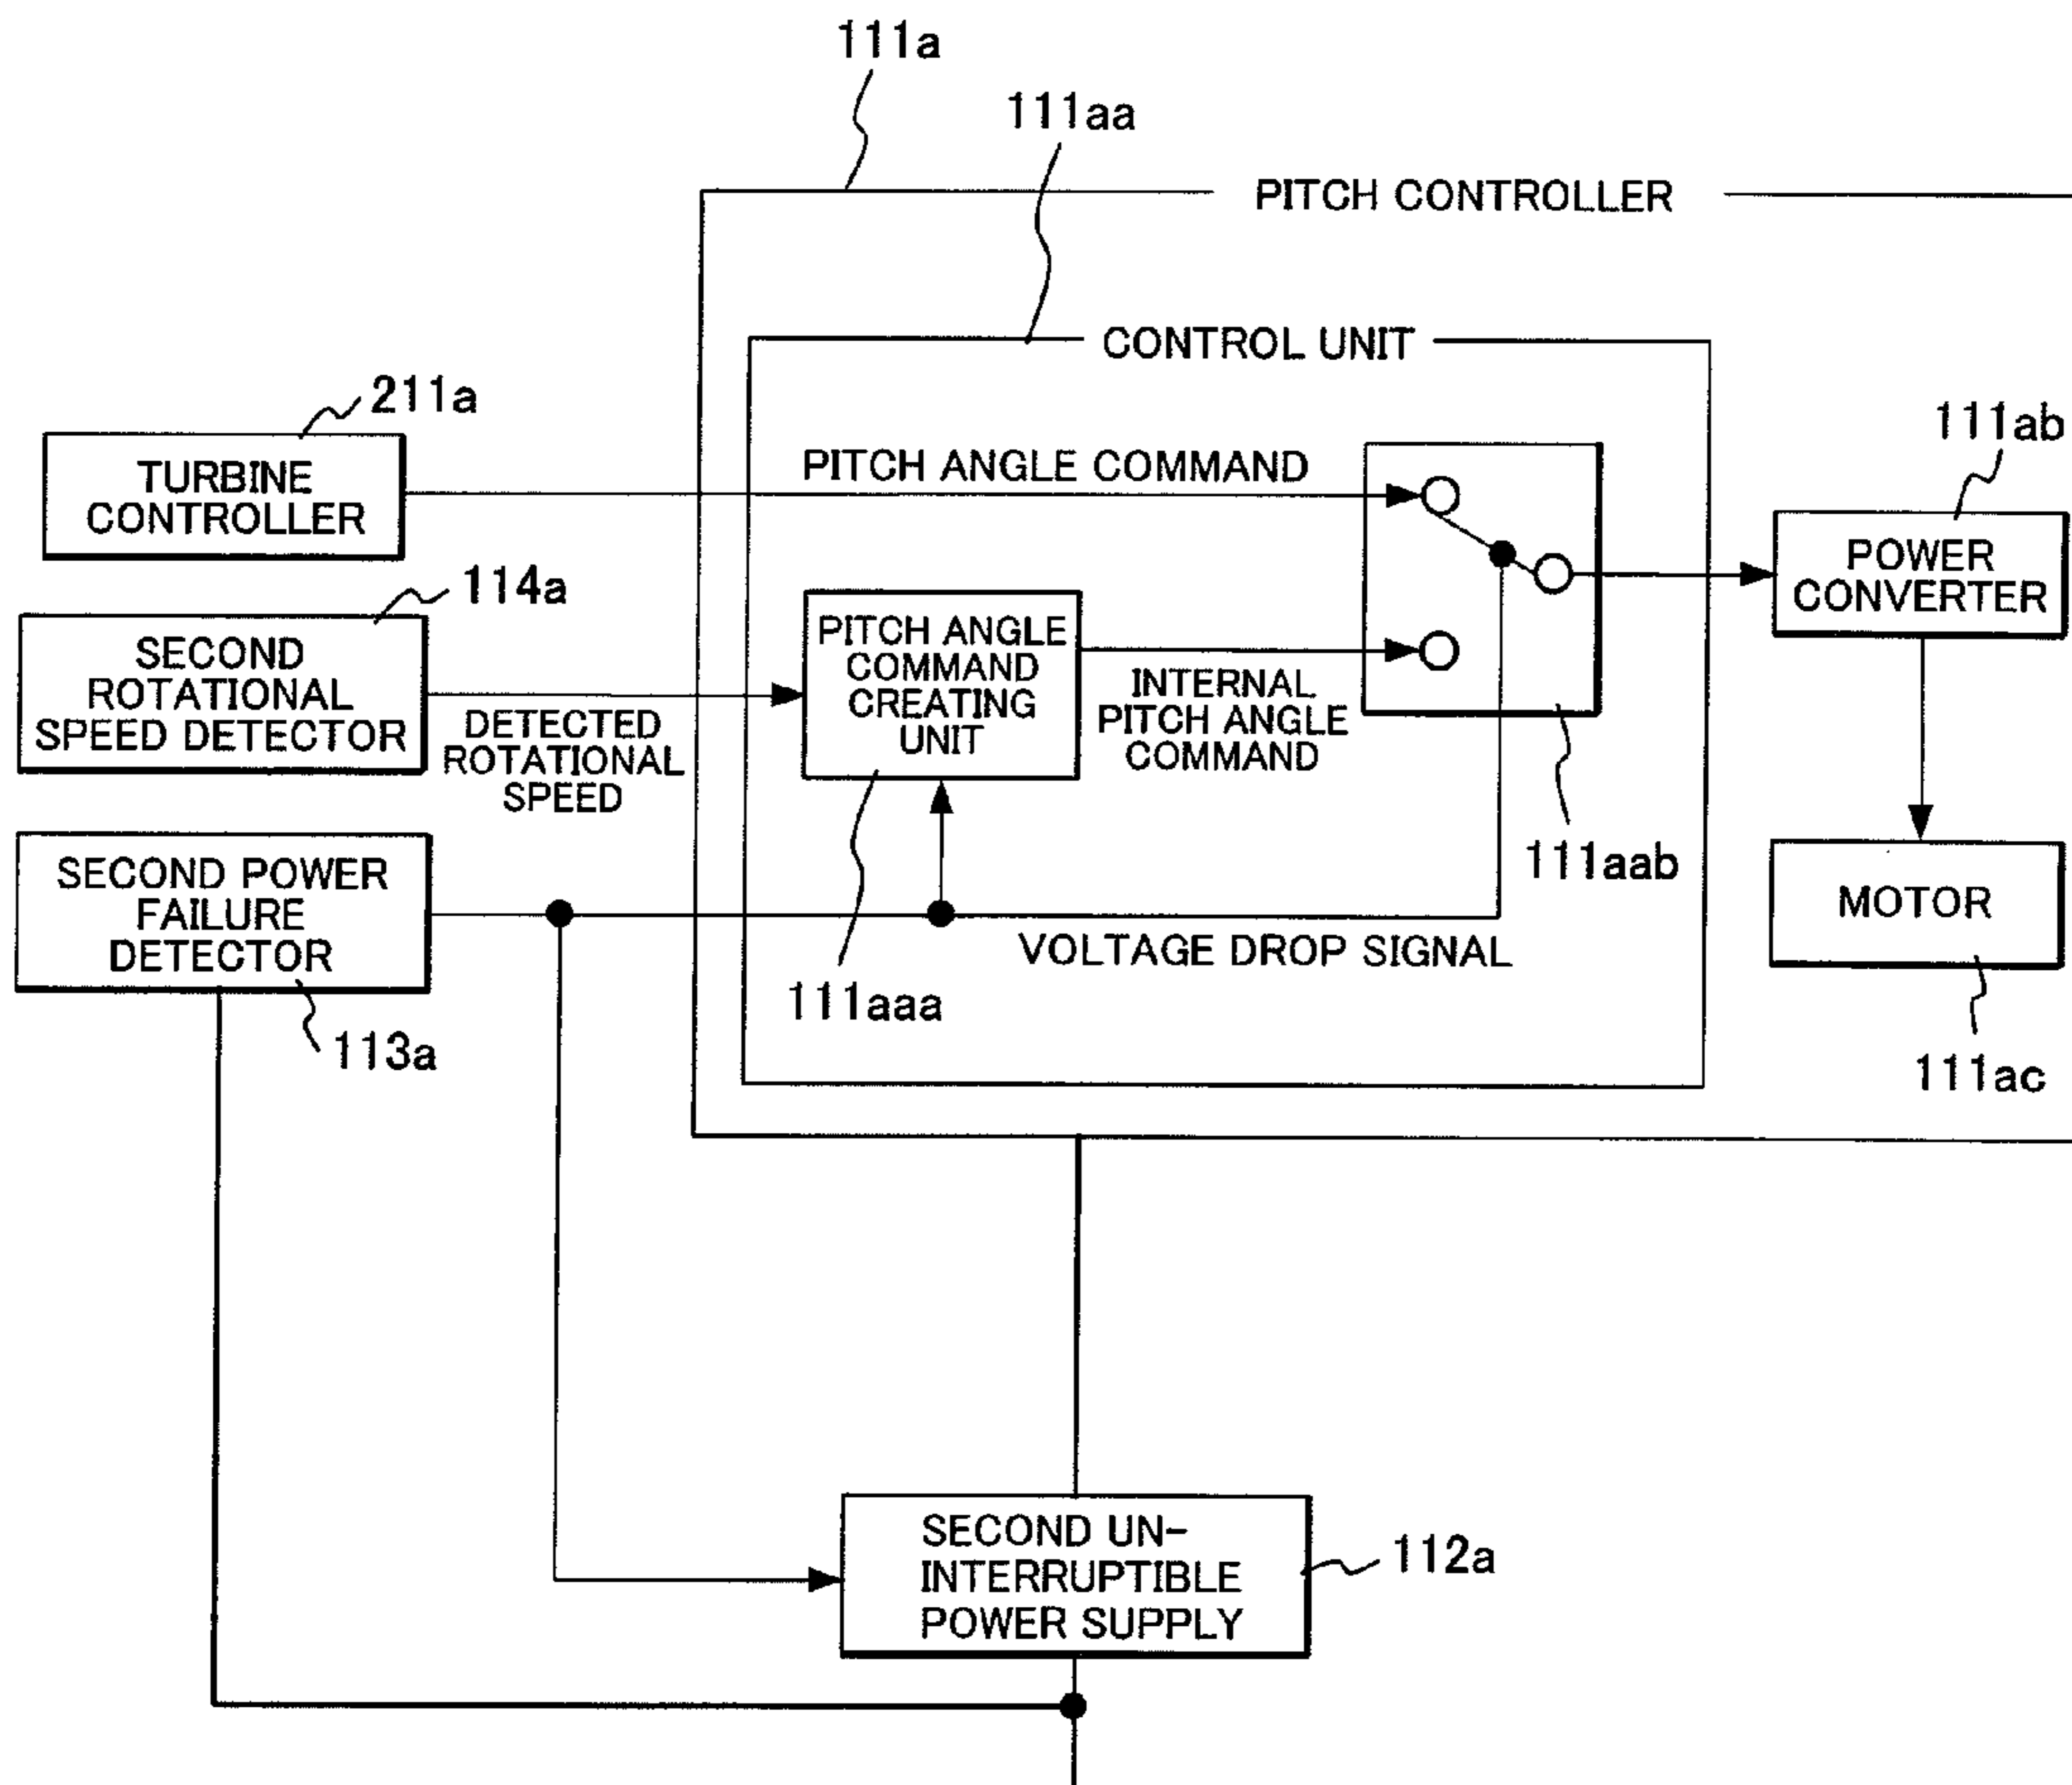 111a
111aa
PITCH CONTROLLER
CONTROL UNIT
211a
TURBINE
CONTROLLER
PITCH ANGLE COMMAND
111ab
POWER
CONVERTER
114a
SECOND
ROTATIONAL
SPEED DETECTOR
DETECTED
ROTATIONAL
SPEED
PITCH ANGLE
COMMAND
CREATING
UNIT
INTERNAL
PITCH ANGLE
COMMAND
111aab
SECOND POWER
FAILURE
DETECTOR
113a
VOLTAGE DROP SIGNAL
111aaa
MOTOR
111ac
SECOND UN-
INTERRUPTIBLE
POWER SUPPLY
112a